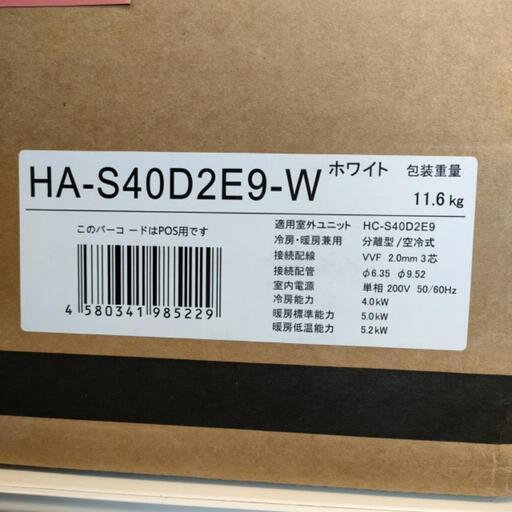 HA-S40D2E9-W
ホワイト 包装重量
11.6kg
このバーコードはPOS用です
4 580341 985229
適用室外ユニット HC-S40D2E9
冷房・暖房兼用 分離型/空冷式
接続配線 VVF 2.0mm 3芯
接続配管 φ6.35 φ9.52
室内電源 単相 200V 50/60Hz
冷房能力 4.0kW
暖房標準能力 5.0kW
暖房低温能力 5.2kW